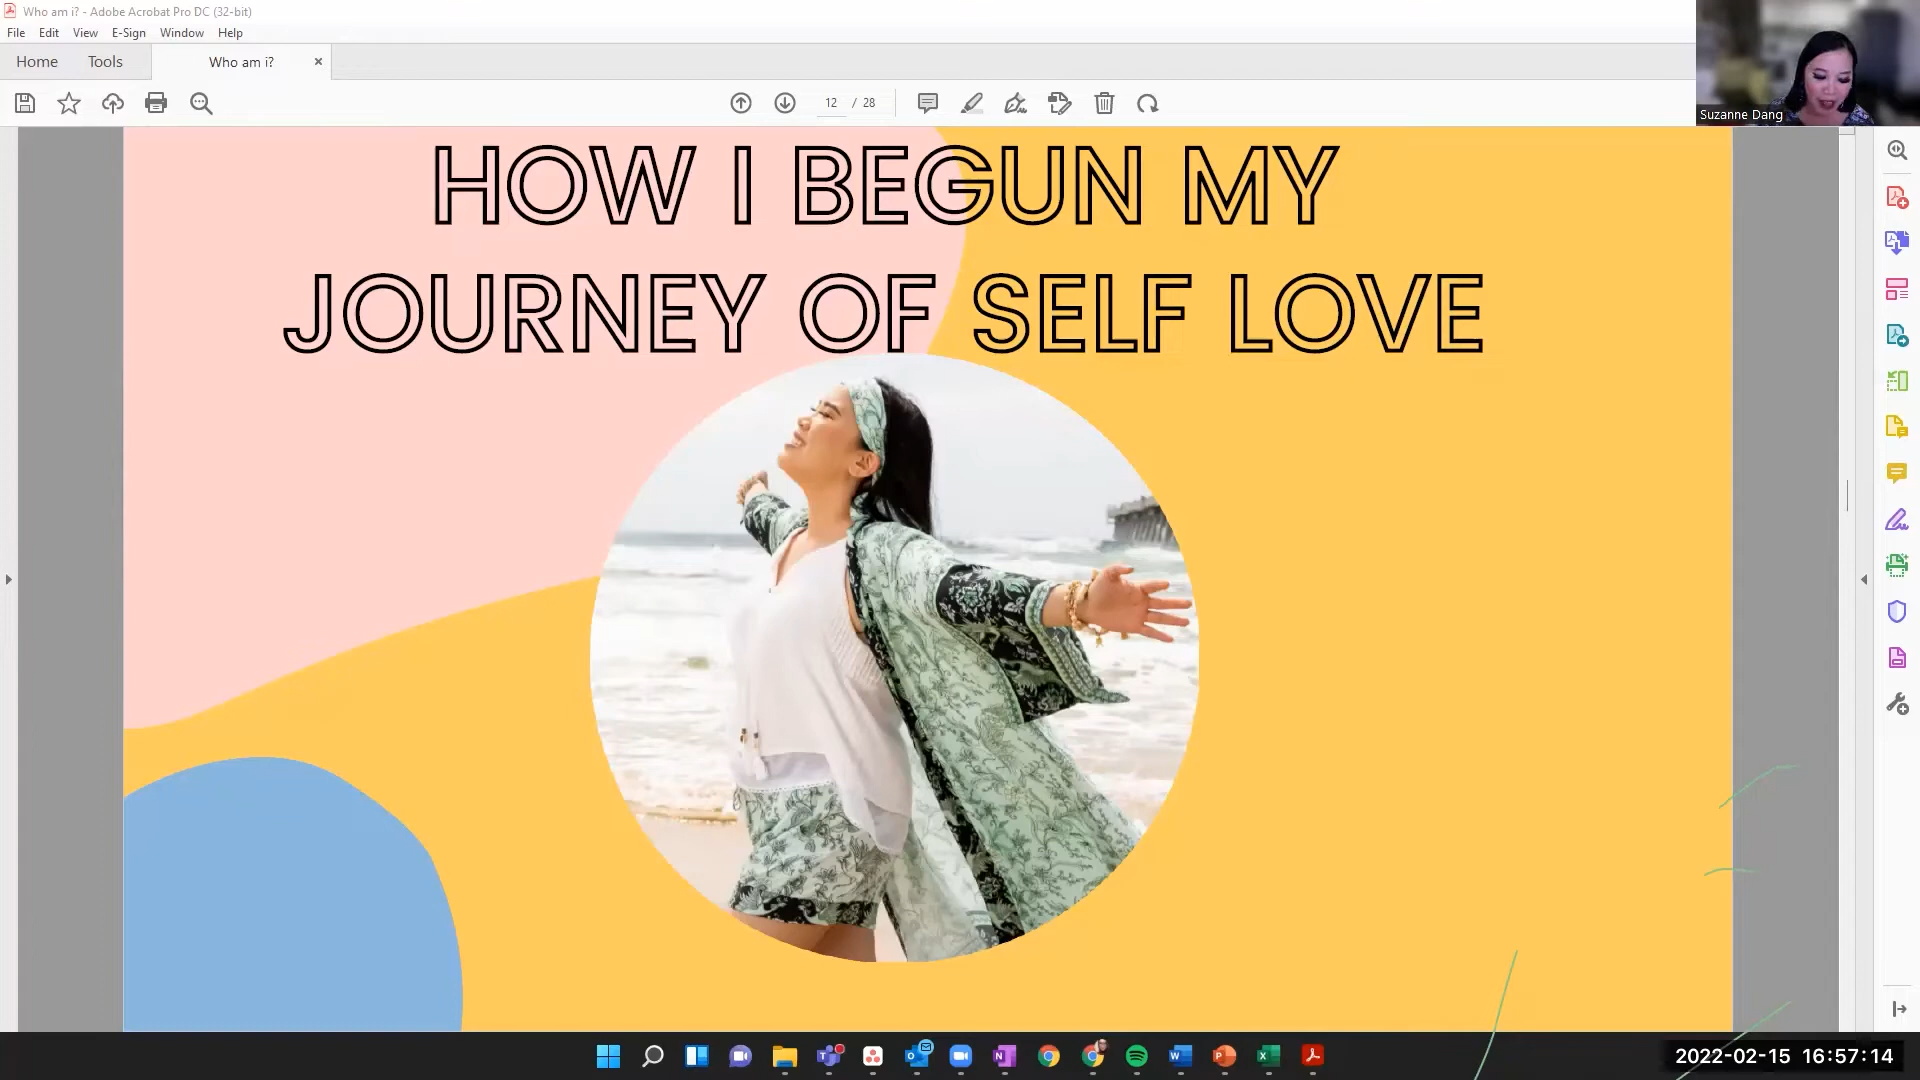 Who am i? - Adobe Acrobat Pro DC (32-bit)
File Edit View E-Sign Window Help
Home Tools Who am i? ×
12 / 28
Suzanne Dang
HOW I BEGUN MY
JOURNEY OF SELF LOVE
2022-02-15 16:57:14